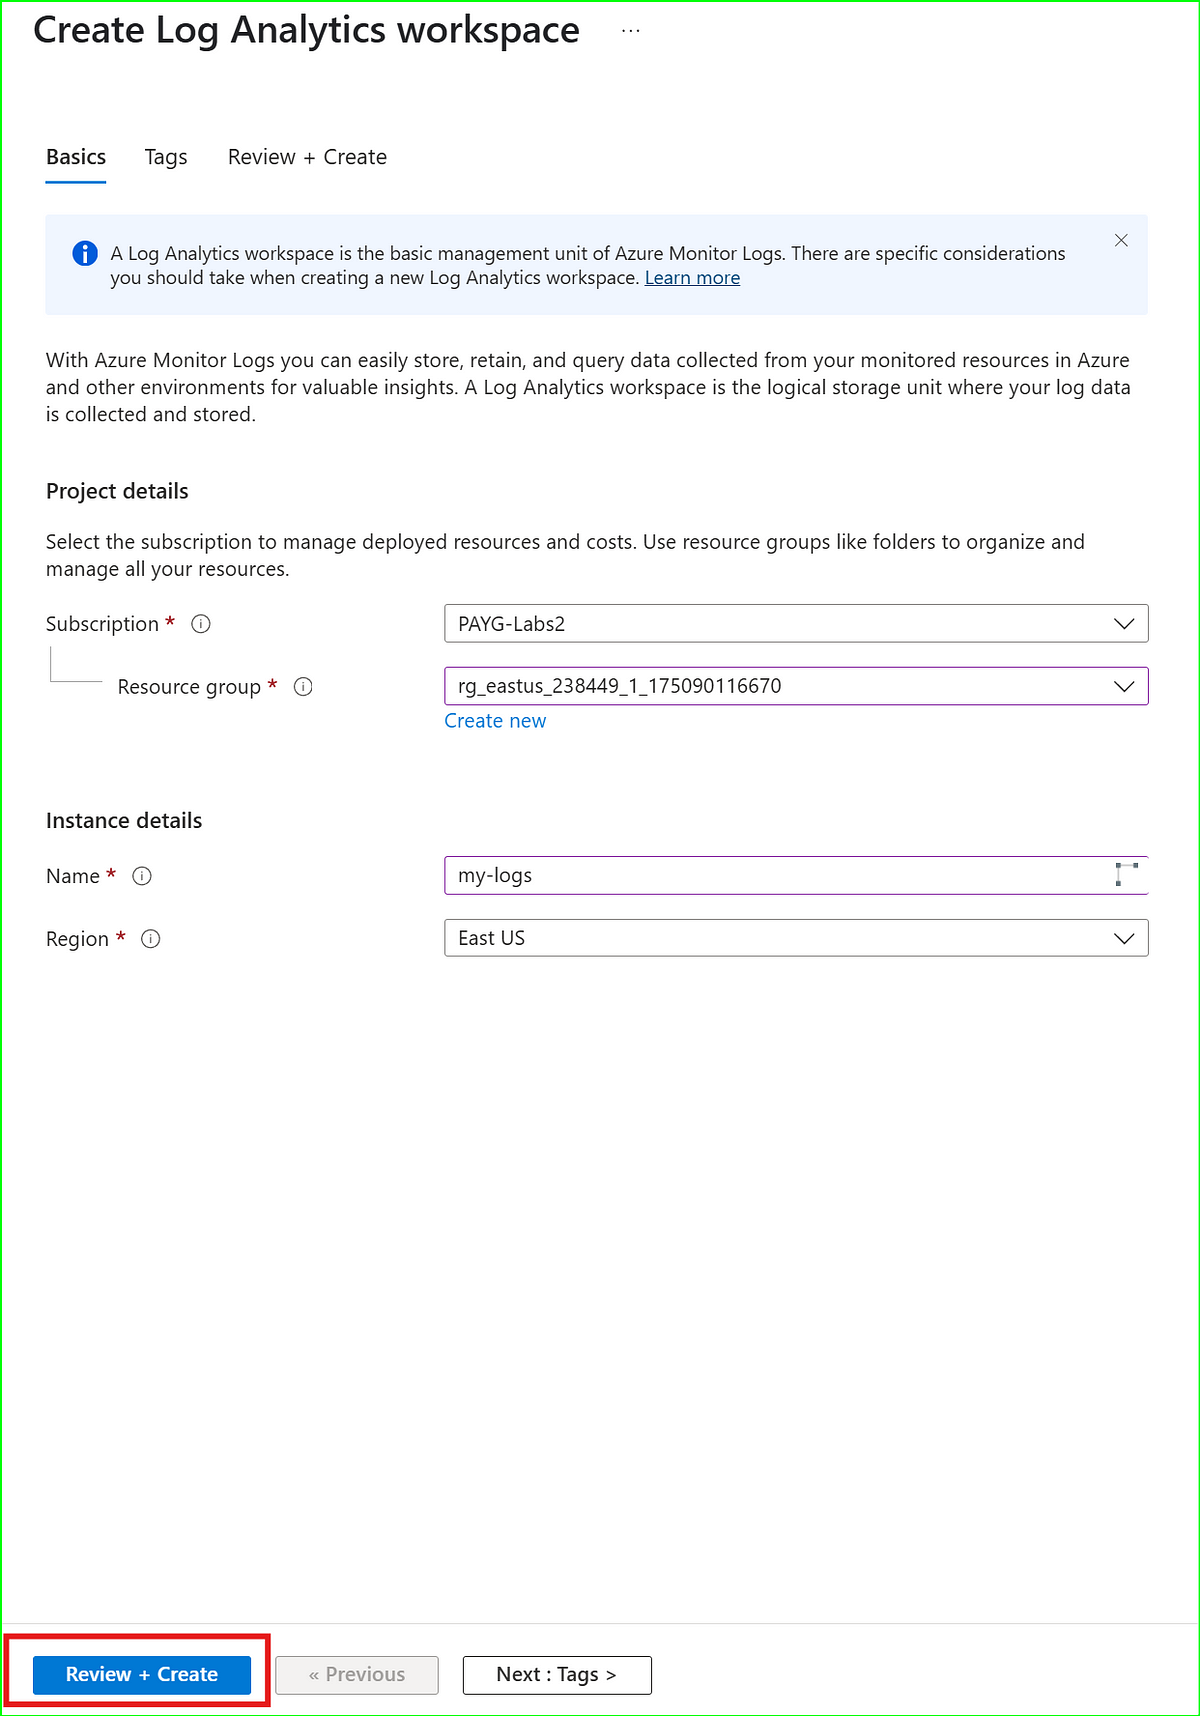 Create Log Analytics workspace ...
Basics Tags Review + Create
A Log Analytics workspace is the basic management unit of Azure Monitor Logs. There are specific considerations
you should take when creating a new Log Analytics workspace. Learn more
With Azure Monitor Logs you can easily store, retain, and query data collected from your monitored resources in Azure
and other environments for valuable insights. A Log Analytics workspace is the logical storage unit where your log data
is collected and stored.
Project details
Select the subscription to manage deployed resources and costs. Use resource groups like folders to organize and
manage all your resources.
Subscription * PAYG-Labs2
Resource group * rg_eastus_238449_1_175090116670
Create new
Instance details
Name * my-logs
Region * East US
Review + Create « Previous Next : Tags >